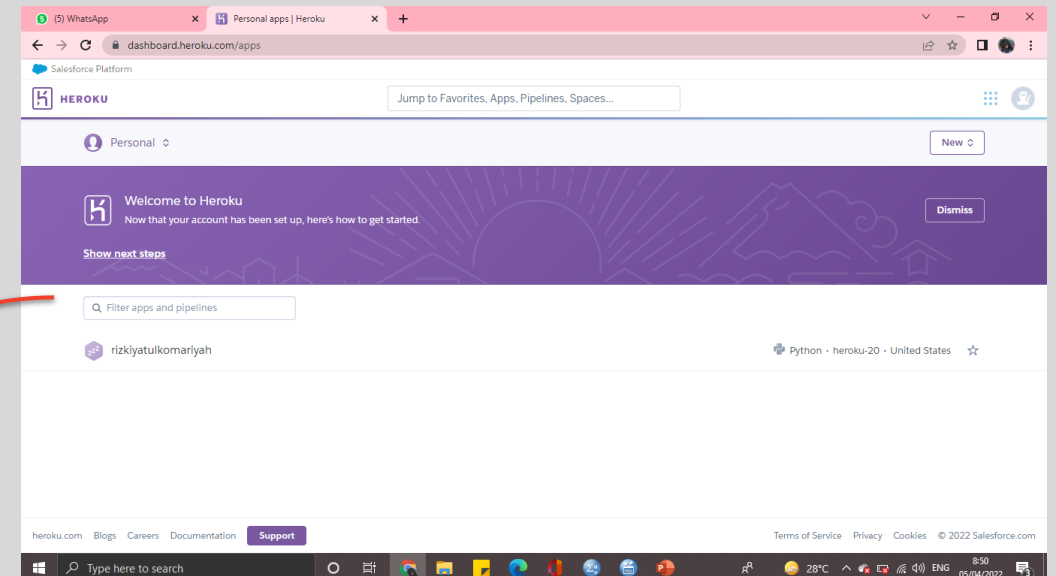 (5) WhatsApp
Personal apps | Heroku
dashboard.heroku.com/apps
Salesforce Platform
HEROKU
Jump to Favorites, Apps, Pipelines, Spaces...
Personal
New
Welcome to Heroku
Now that your account has been set up, here's how to get started.
Dismiss
Show next steps
Filter apps and pipelines
rizkiyatulkomariyah
Python · heroku-20 · United States
heroku.com Blogs Careers Documentation Support
Terms of Service Privacy Cookies © 2022 Salesforce.com
Type here to search
28°C
ENG
8:50
05/04/2022